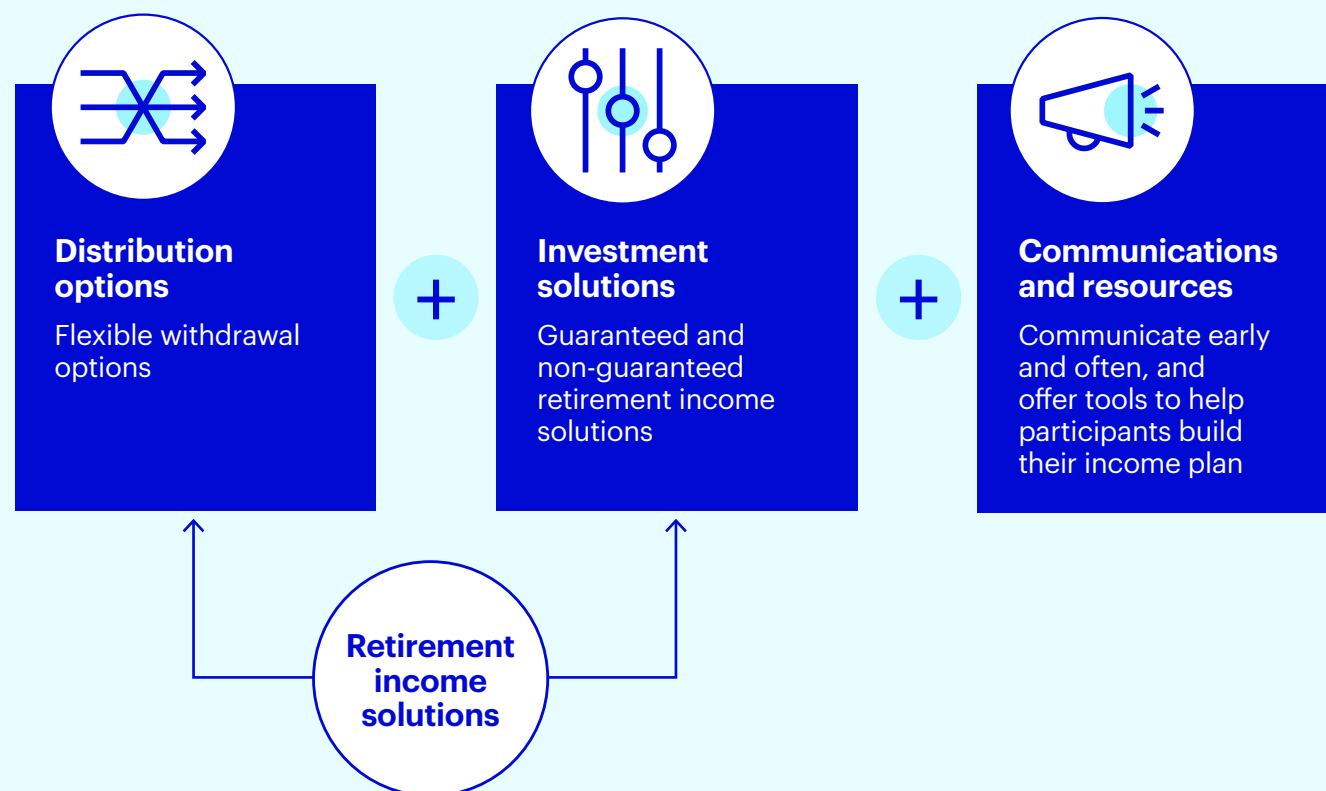 Distribution
options
Flexible withdrawal
options
+
Investment
solutions
Guaranteed and
non-guaranteed
retirement income
solutions
+
Communications
and resources
Communicate early
and often, and
offer tools to help
participants build
their income plan
Retirement
income
solutions